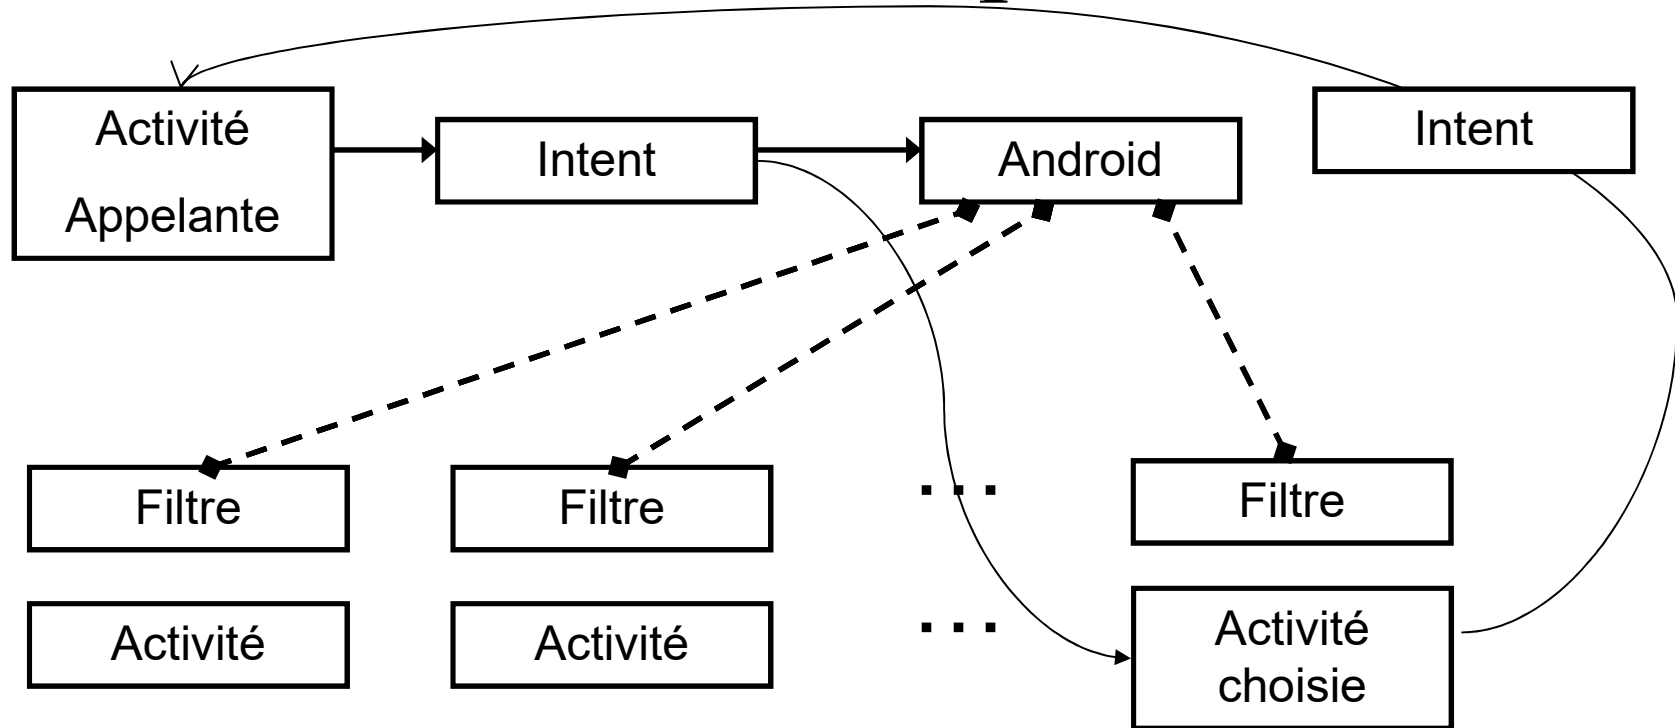 Activité
Appelante
Intent
Android
Intent
Filtre
Filtre
...
Filtre
Activité
Activité
...
Activité
choisie